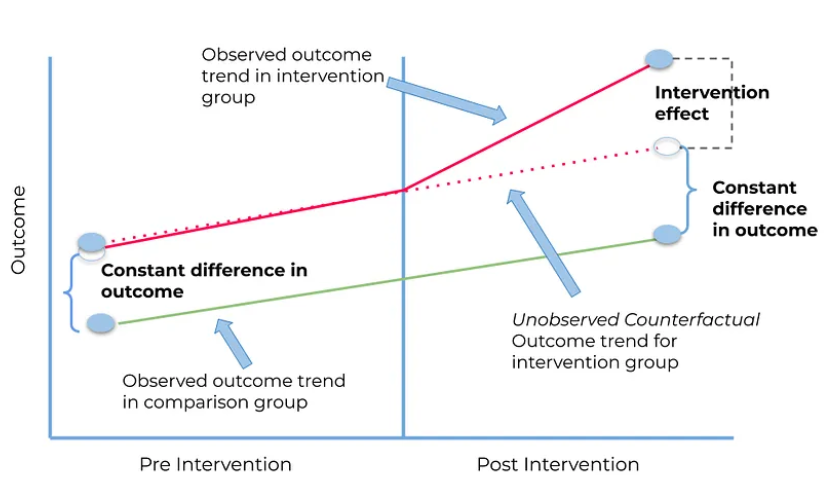 Observed outcome
trend in intervention
group
Intervention
effect
Outcome
Constant
difference
in outcome
Constant difference in
outcome
Unobserved Counterfactual
Outcome trend for
intervention group
Observed outcome trend
in comparison group
Pre Intervention
Post Intervention